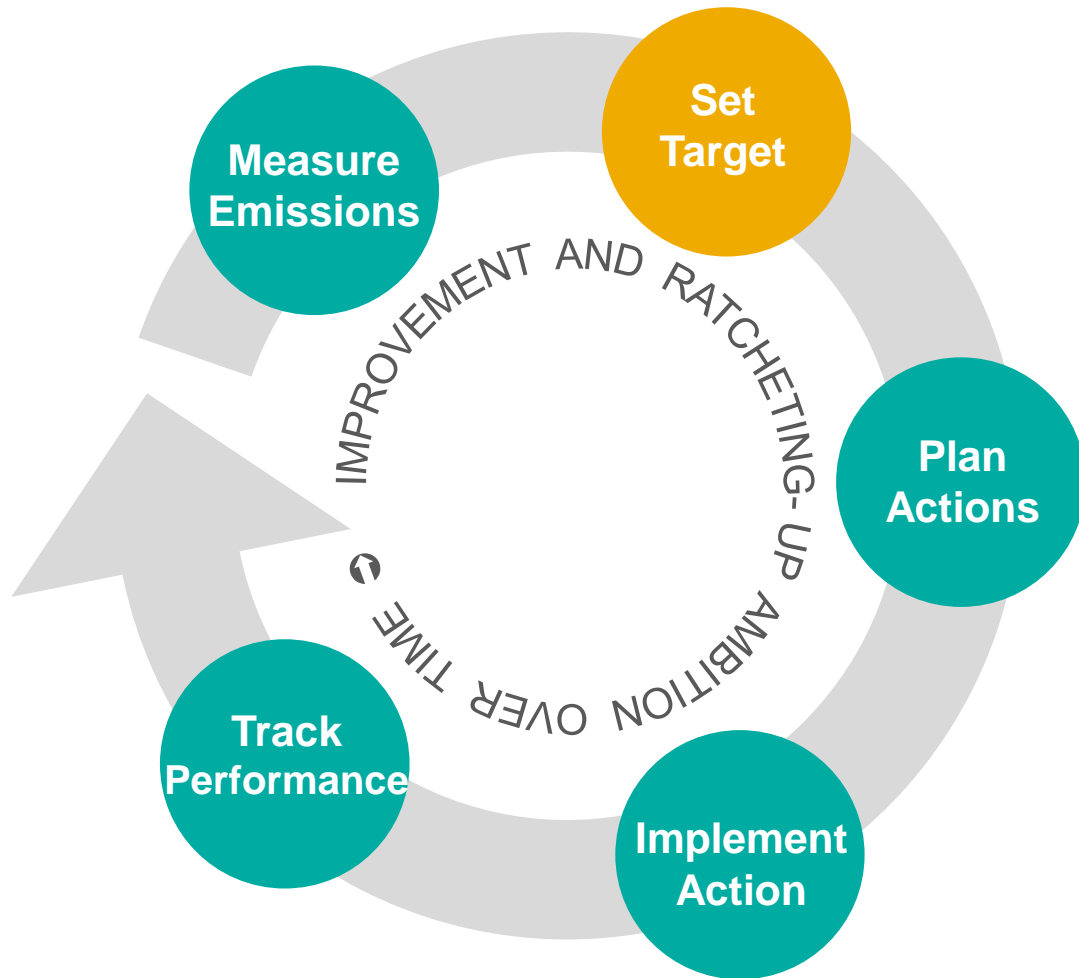 Set
Target
Measure
Emissions
Plan
Actions
Implement
Action
Track
Performance
IMPROVEMENT AND RATCHETING- UP AMBITION OVER TIME